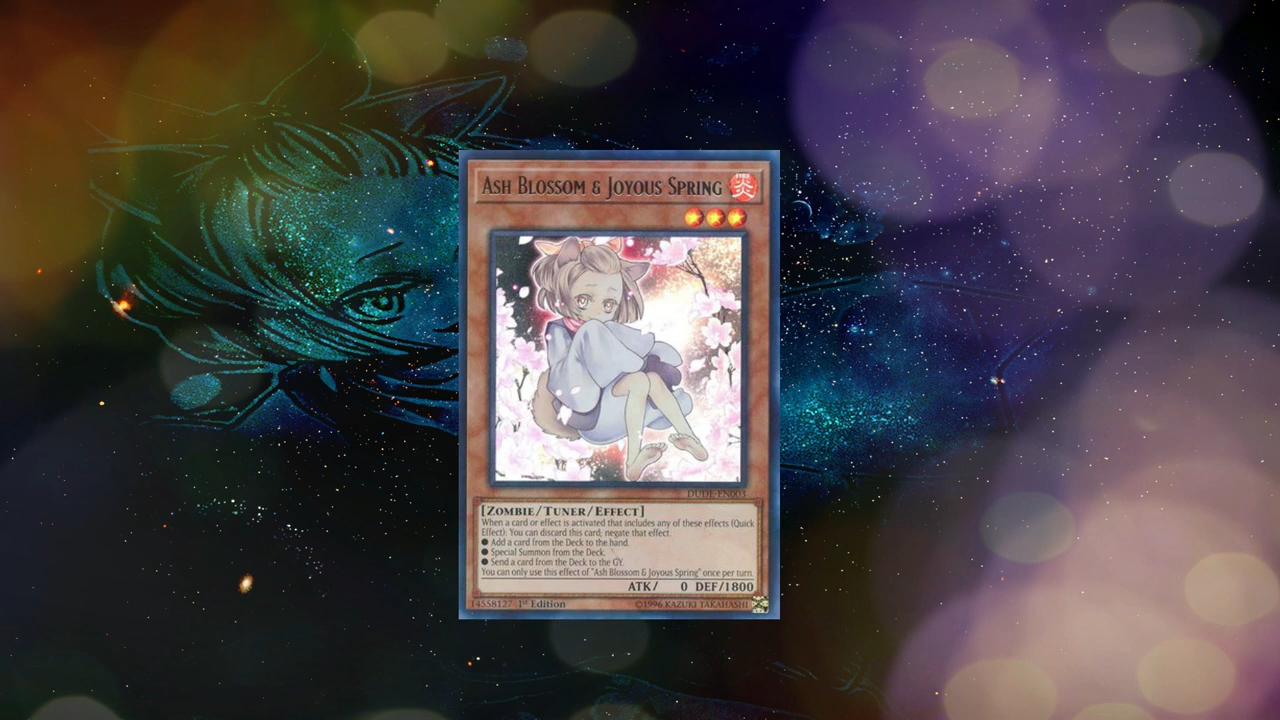 Ash Blossom & Joyous Spring
炎
DUDE-EN003
[Zombie/Tuner/Effect]
When a card or effect is activated that includes any of these effects (Quick
Effect): You can discard this card; negate that effect.
● Add a card from the Deck to the hand.
● Special Summon from the Deck.
● Send a card from the Deck to the GY.
You can only use this effect of "Ash Blossom & Joyous Spring" once per turn.
ATK/ 0 DEF/1800
14558127 1st Edition ©1996 KAZUKI TAKAHASHI